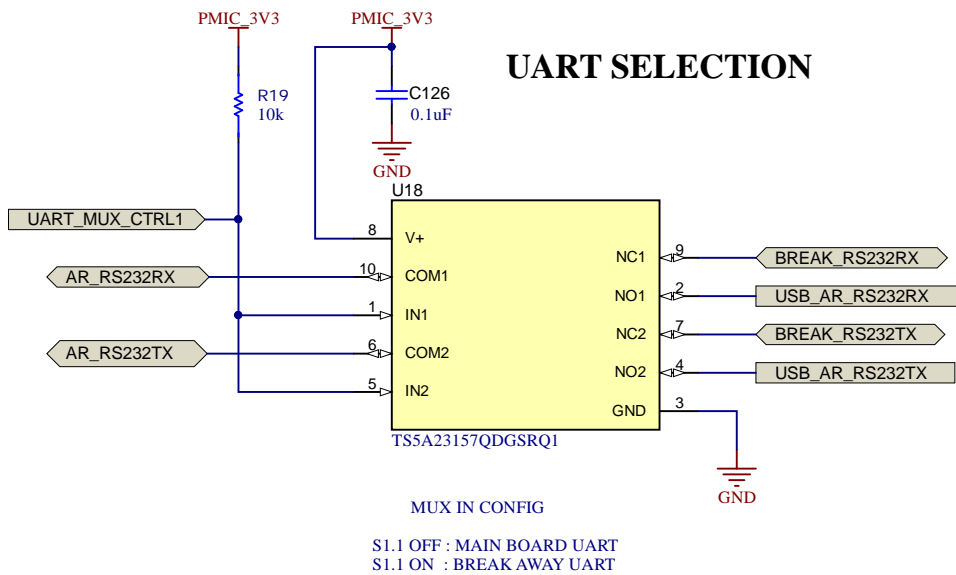 PMIC_3V3
PMIC_3V3
UART SELECTION
R19
10k
C126
0.1uF
GND
U18
UART_MUX_CTRL1
8
V+
NC1
9
BREAK_RS232RX
AR_RS232RX
10
COM1
NO1
2
USB_AR_RS232RX
1
IN1
NC2
7
BREAK_RS232TX
AR_RS232TX
6
COM2
NO2
4
USB_AR_RS232TX
5
IN2
GND
3
TS5A23157QDGSRQ1
GND
MUX IN CONFIG
S1.1 OFF : MAIN BOARD UART
S1.1 ON : BREAK AWAY UART